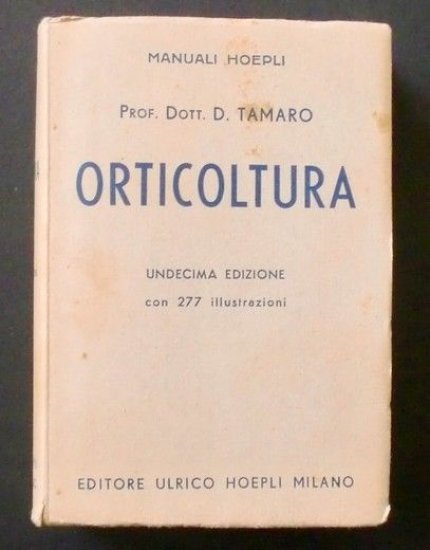 MANUALI HOEPLI
PROF. DOTT. D. TAMARO
ORTICOLTURA
UNDECIMA EDIZIONE
con 277 illustrazioni
EDITORE ULRICO HOEPLI MILANO